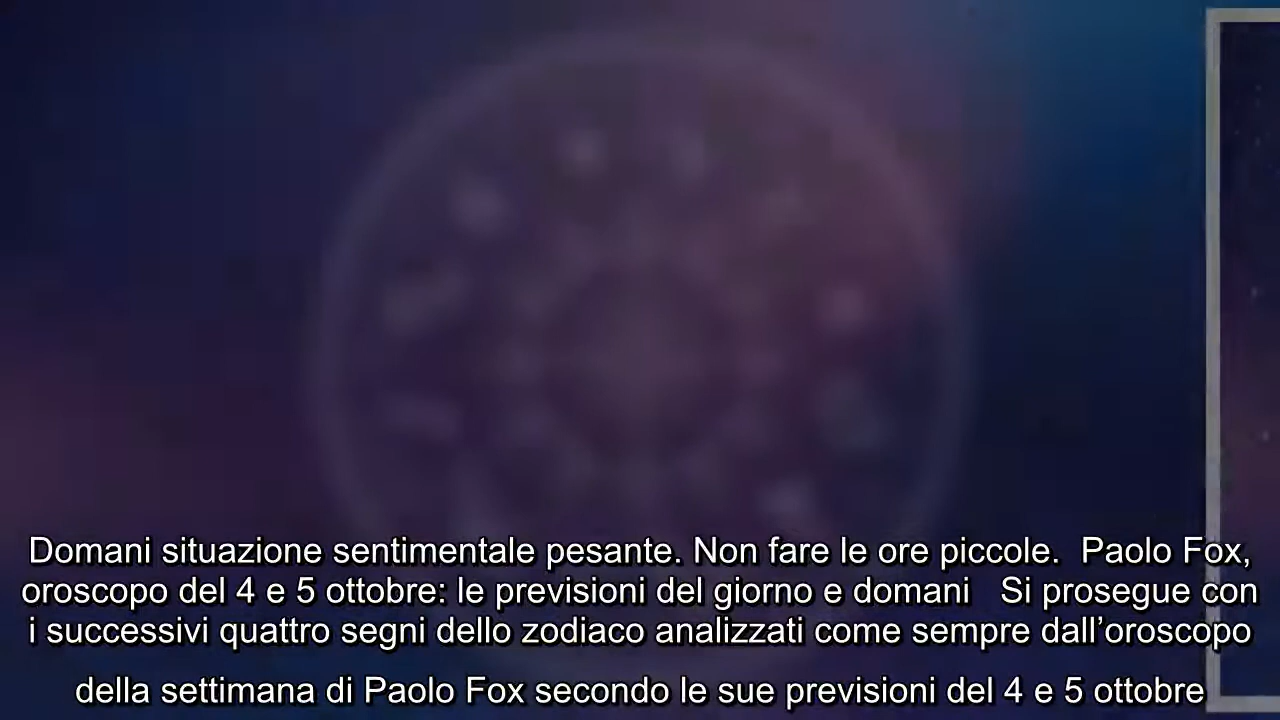 Domani situazione sentimentale pesante. Non fare le ore piccole.  Paolo Fox,
oroscopo del 4 e 5 ottobre: le previsioni del giorno e domani   Si prosegue con
i successivi quattro segni dello zodiaco analizzati come sempre dall’oroscopo
della settimana di Paolo Fox secondo le sue previsioni del 4 e 5 ottobre